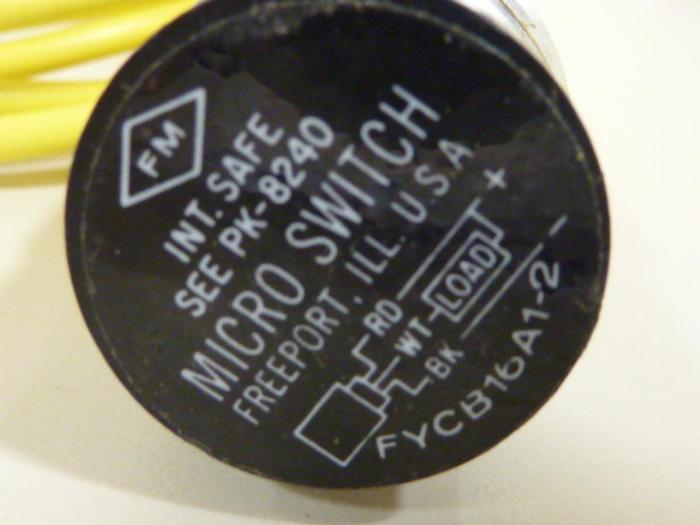 FM
INT. SAFE
SEE PK-8240
MICRO SWITCH
FREEPORT, ILL. U S A
+
RD
WT LOAD
BK
-
FYCB16A1-2